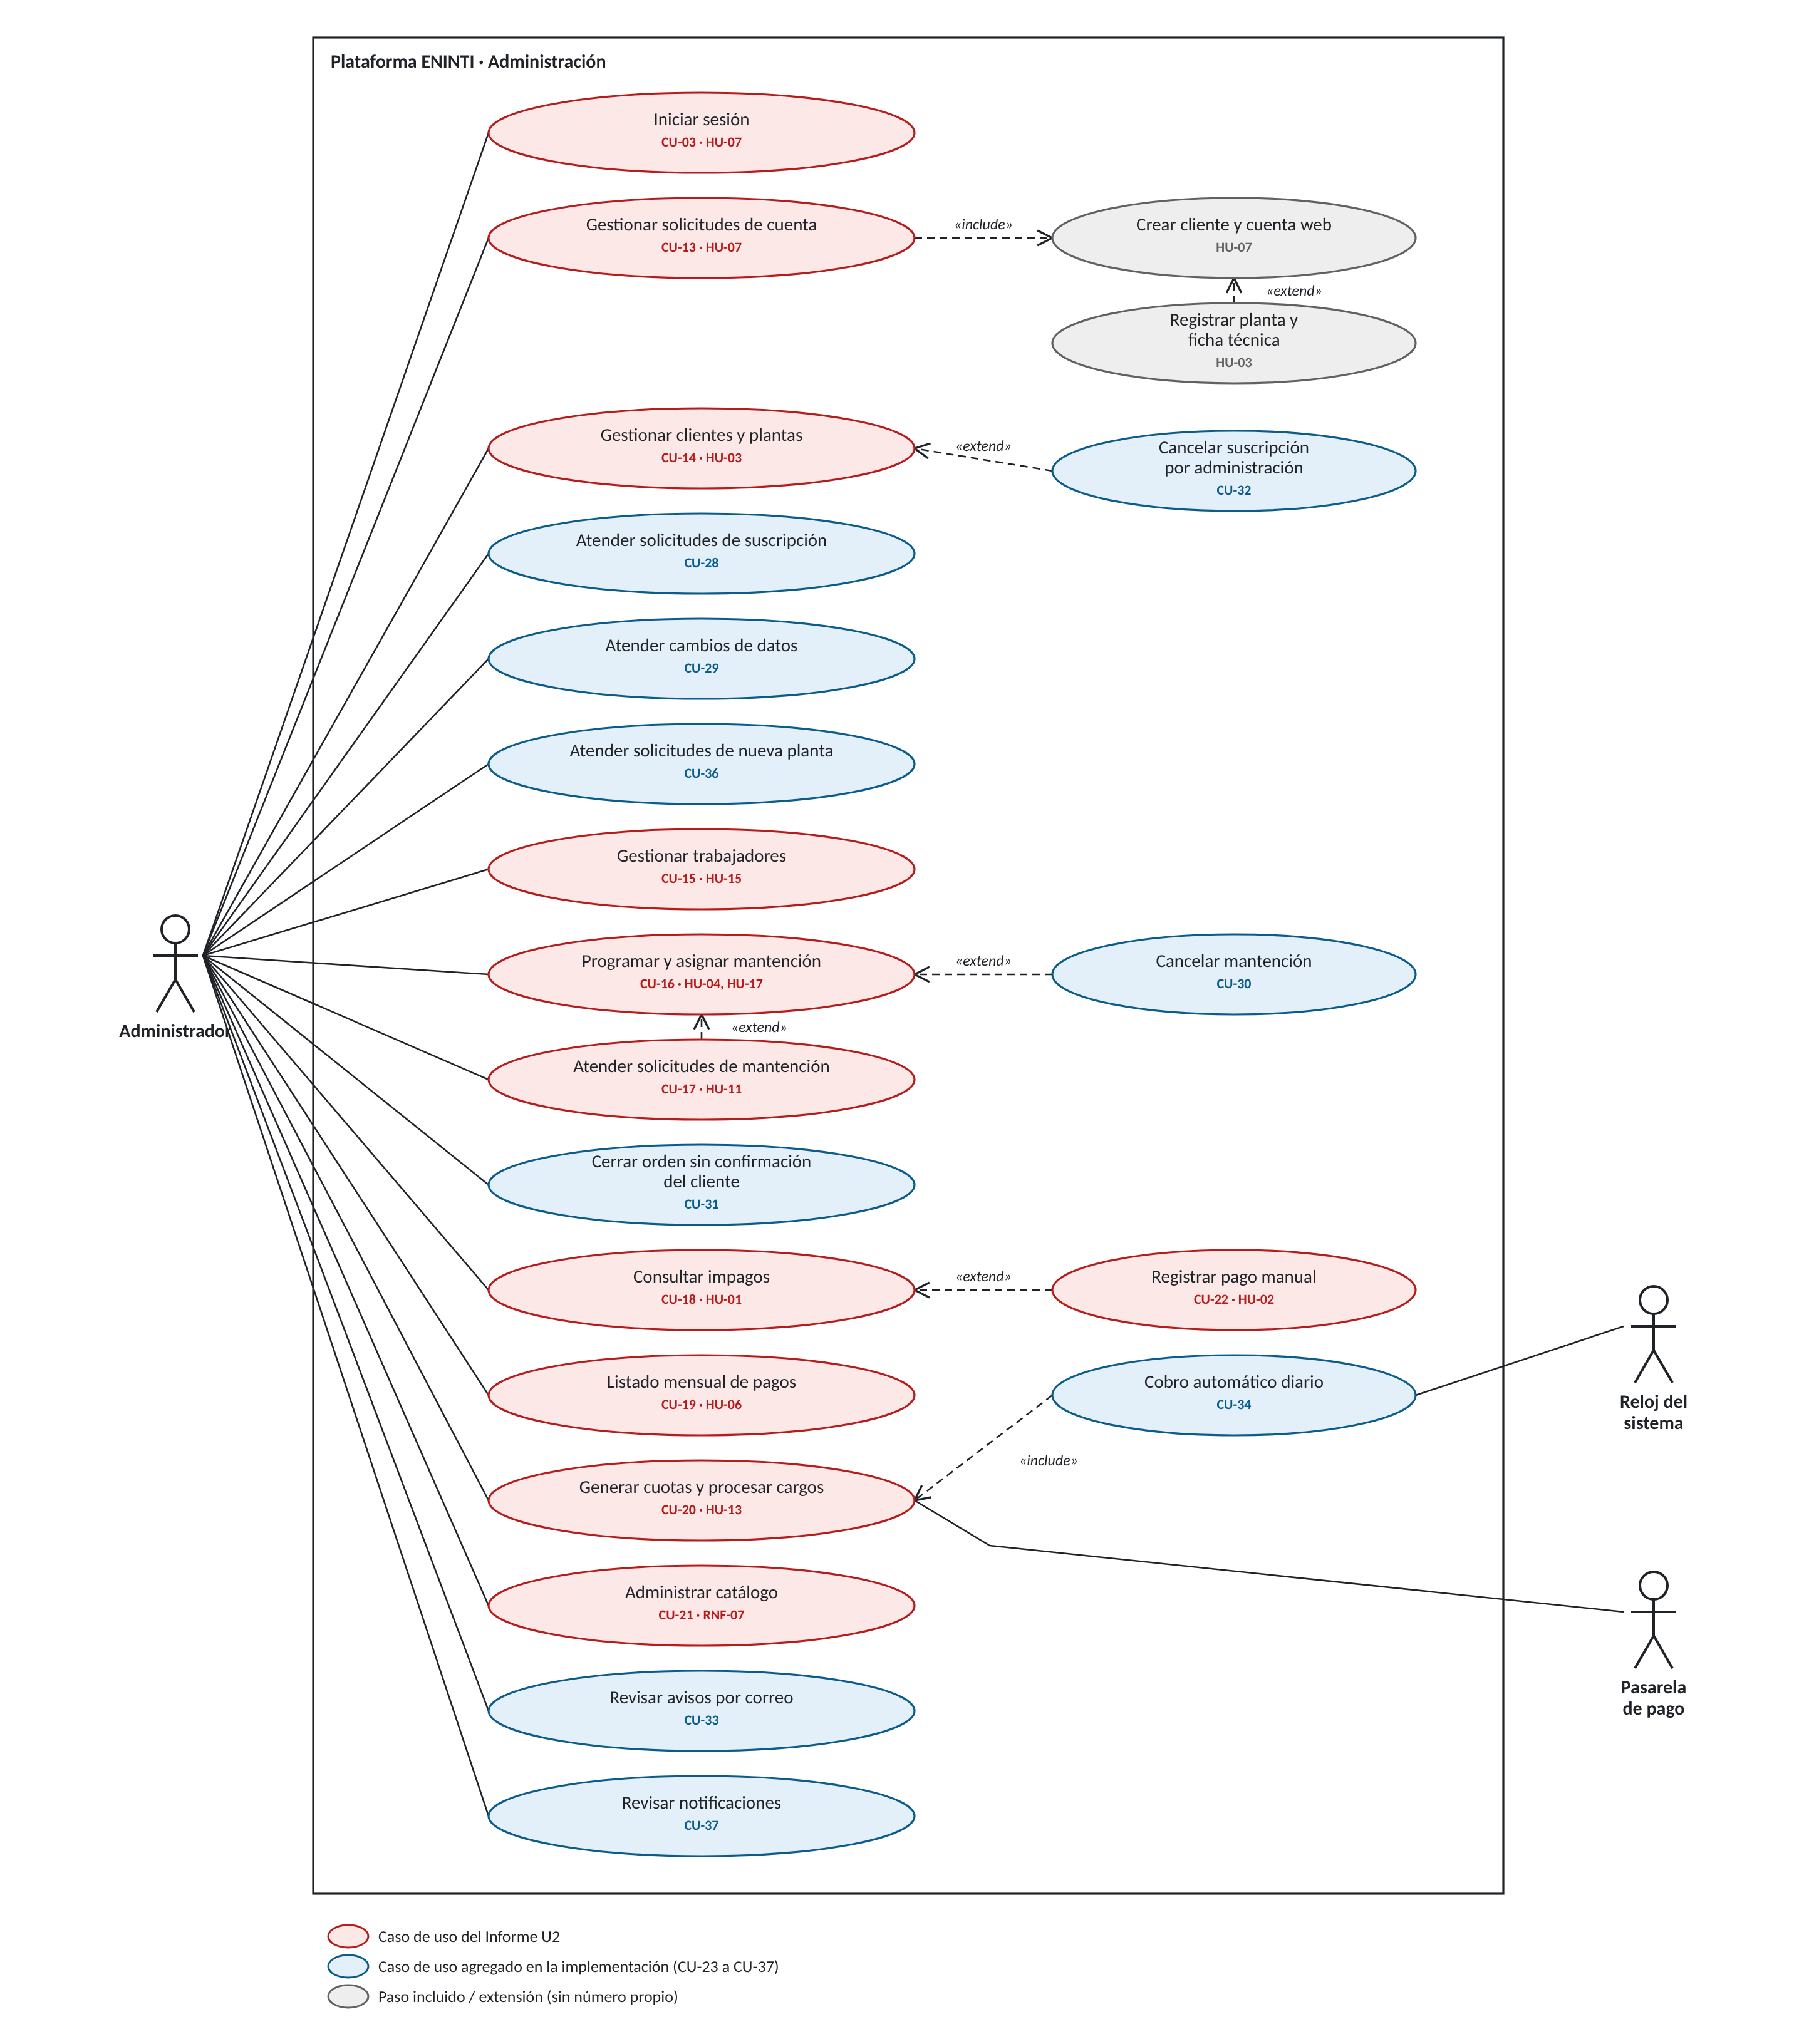 Plataforma ENINTI · Administración
Iniciar sesión
CU-03 · HU-07
Gestionar solicitudes de cuenta
CU-13 · HU-07
«include»
Crear cliente y cuenta web
HU-07
«extend»
Registrar planta y
ficha técnica
HU-03
Gestionar clientes y plantas
CU-14 · HU-03
«extend»
Cancelar suscripción
por administración
CU-32
Atender solicitudes de suscripción
CU-28
Atender cambios de datos
CU-29
Atender solicitudes de nueva planta
CU-36
Gestionar trabajadores
CU-15 · HU-15
Administrador
Programar y asignar mantención
CU-16 · HU-04, HU-17
«extend»
Cancelar mantención
CU-30
«extend»
Atender solicitudes de mantención
CU-17 · HU-11
Cerrar orden sin confirmación
del cliente
CU-31
Consultar impagos
CU-18 · HU-01
«extend»
Registrar pago manual
CU-22 · HU-02
Listado mensual de pagos
CU-19 · HU-06
Cobro automático diario
CU-34
Reloj del
sistema
«include»
Generar cuotas y procesar cargos
CU-20 · HU-13
Administrar catálogo
CU-21 · RNF-07
Pasarela
de pago
Revisar avisos por correo
CU-33
Revisar notificaciones
CU-37
Caso de uso del Informe U2
Caso de uso agregado en la implementación (CU-23 a CU-37)
Paso incluido / extensión (sin número propio)